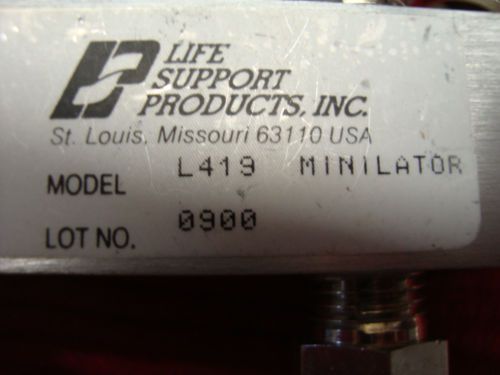 LIFE
SUPPORT
PRODUCTS, INC.
St. Louis, Missouri 63110 USA
MODEL L419 MINILATOR
LOT NO. 0900